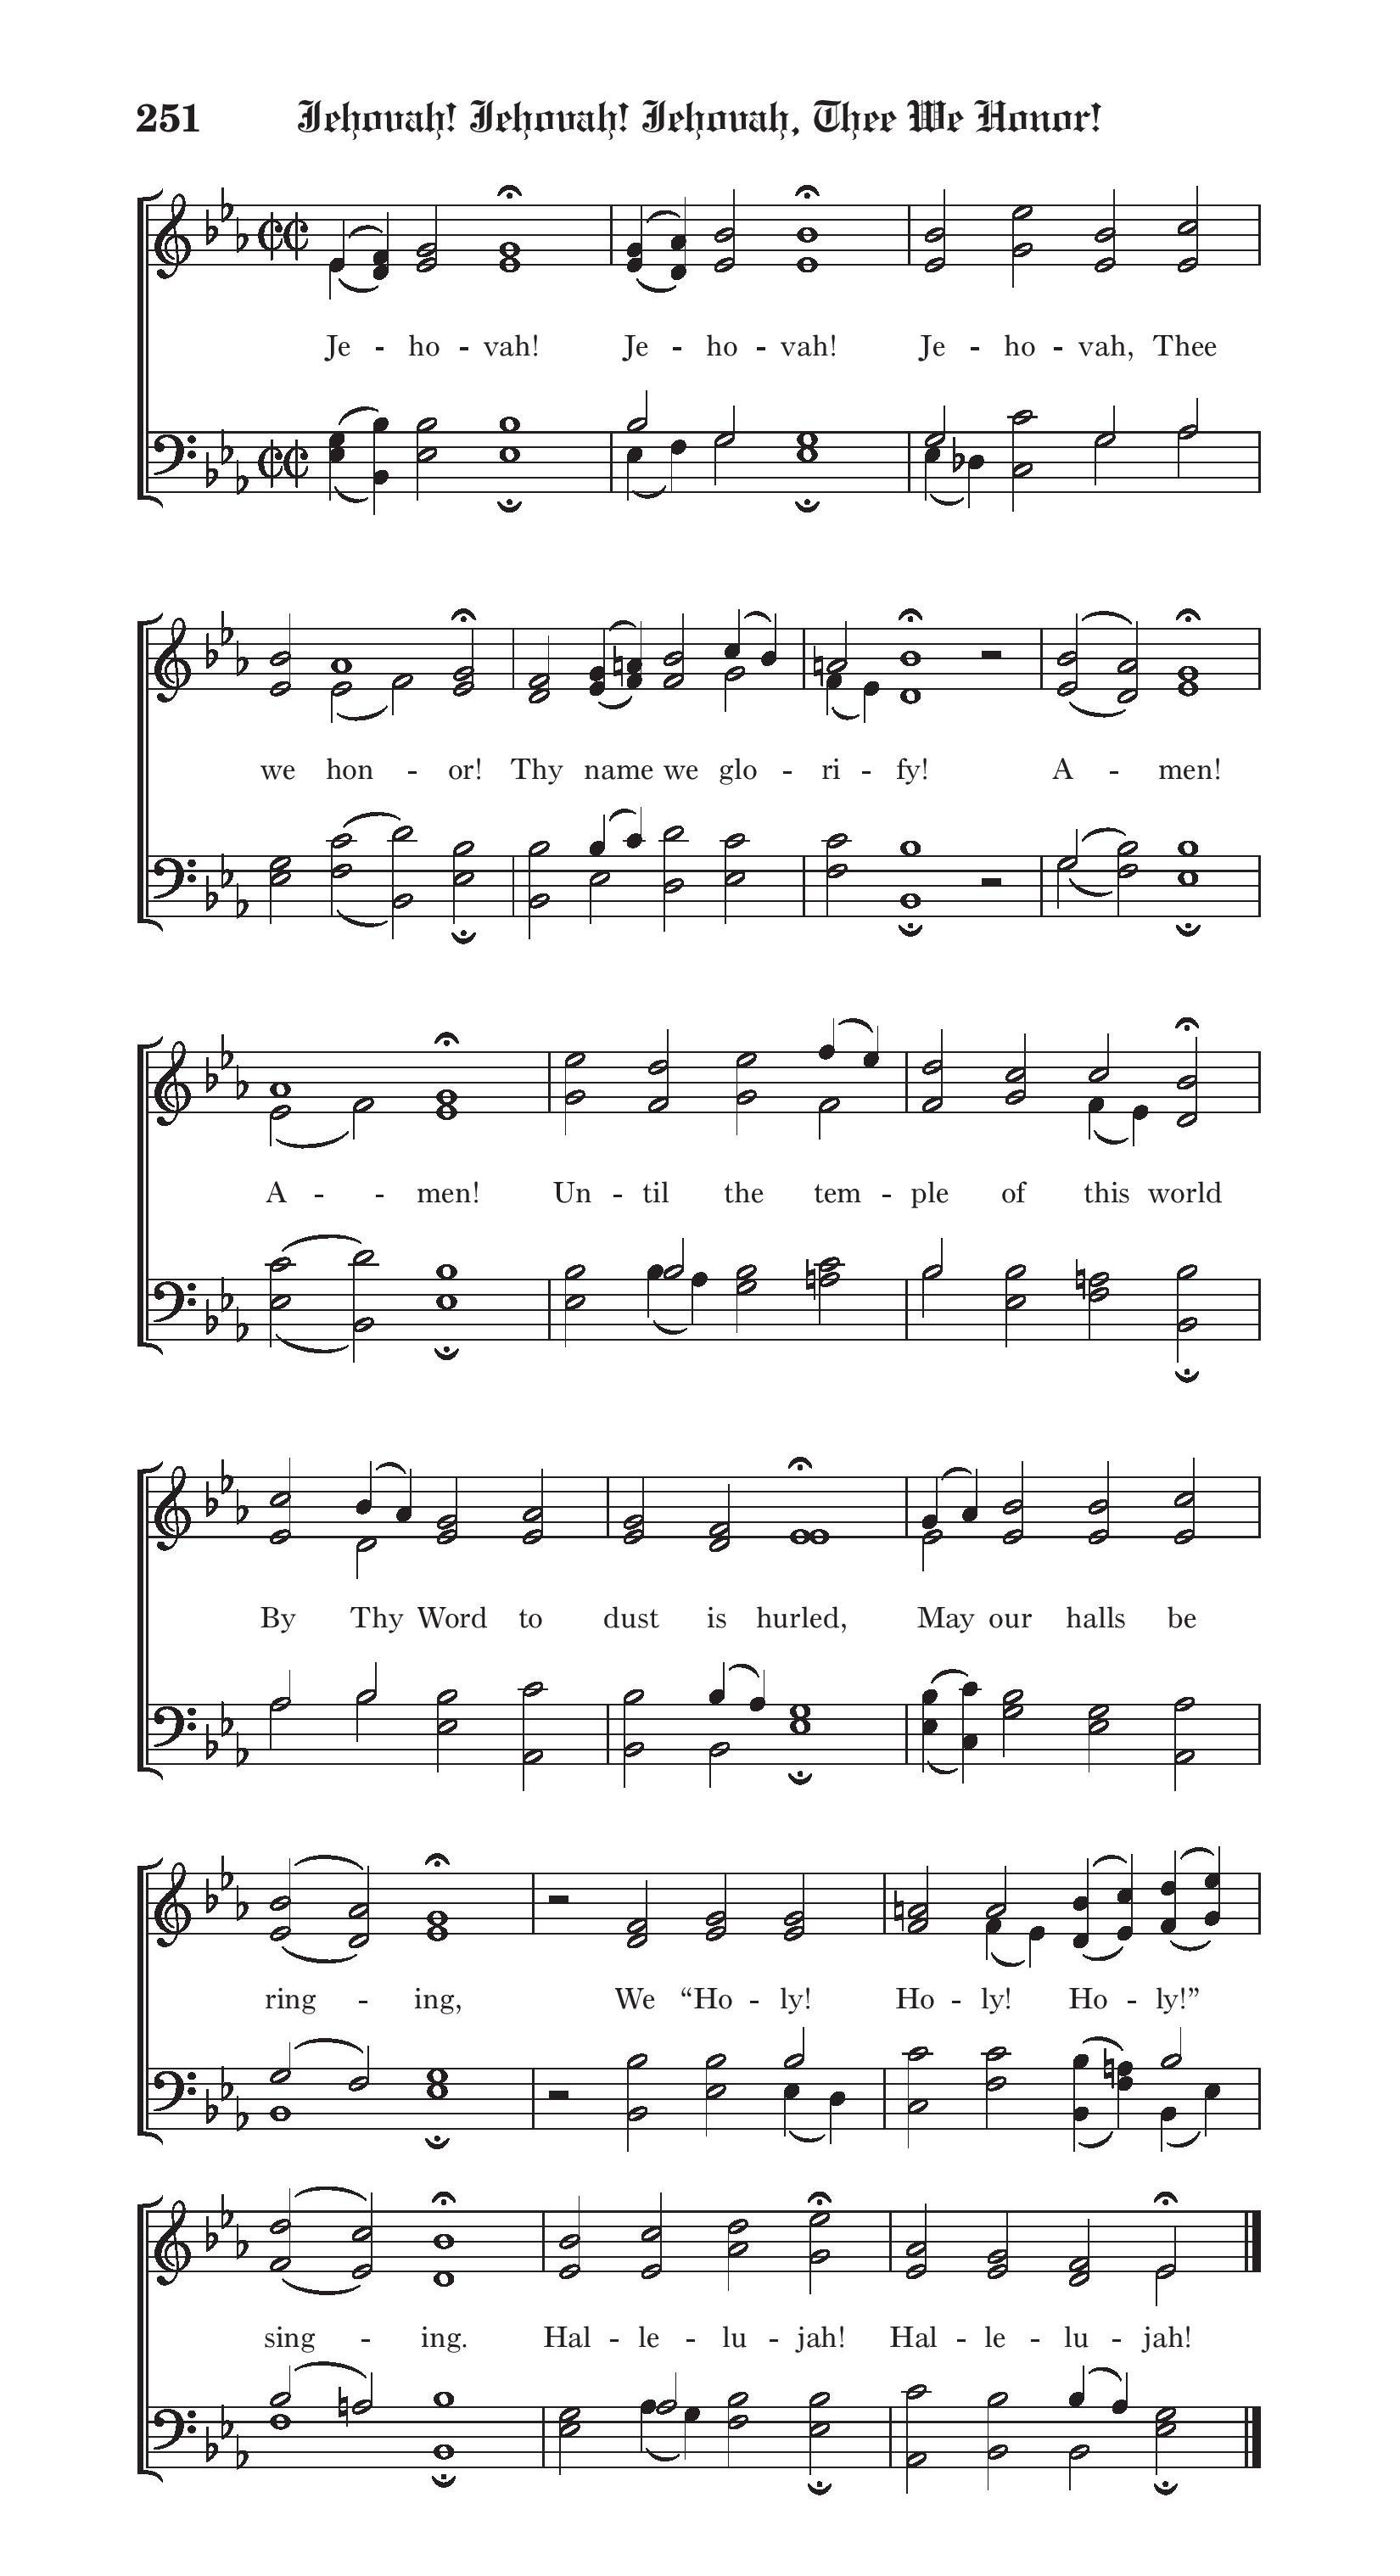 251 Jehovah! Jehovah! Jehovah, Thee We Honor!
Je - ho - vah! Je - ho - vah! Je - ho - vah, Thee
we hon - or! Thy name we glo - ri - fy! A - men!
A - - men! Un - til the tem - ple of this world
By Thy Word to dust is hurled, May our halls be
ring - ing, We “Ho - ly! Ho - ly! Ho - ly!”
sing - ing. Hal - le - lu - jah! Hal - le - lu - jah!